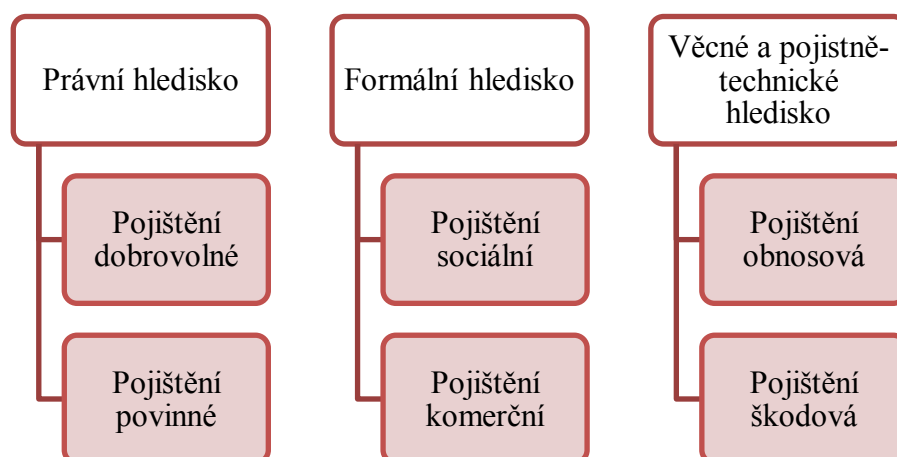 Právní hledisko
Pojištění
dobrovolné
Pojištění
povinné
Formální hledisko
Pojištění
sociální
Pojištění
komerční
Věcné a pojistně-
technické
hledisko
Pojištění
obnosová
Pojištění
škodová